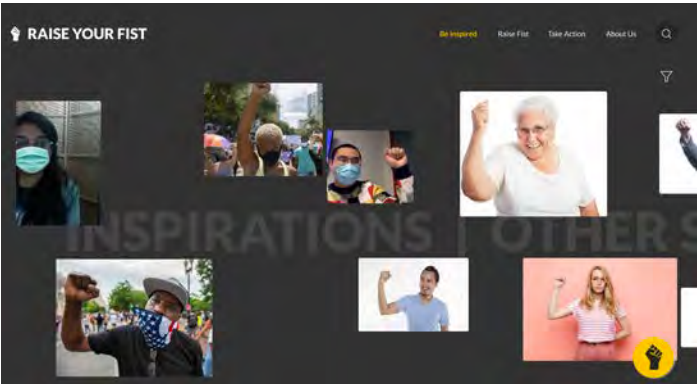 RAISE YOUR FIST
Be Inspired Raise Fist Take Action About Us
INSPIRATIONS | OTHER S